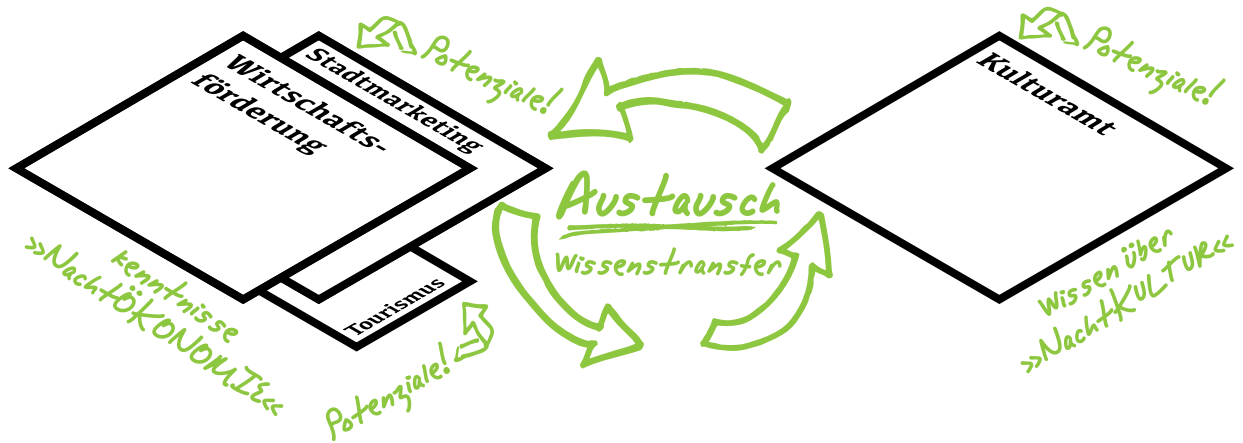 Wirtschafts-
förderung
Stadtmarketing
Potenziale!
Tourismus
Potenziale!
kenntnisse
»NachtÖKONOMIE«
Austausch
Wissenstransfer
Kulturamt
Potenziale!
Wissen über
»NachtKULTUR«